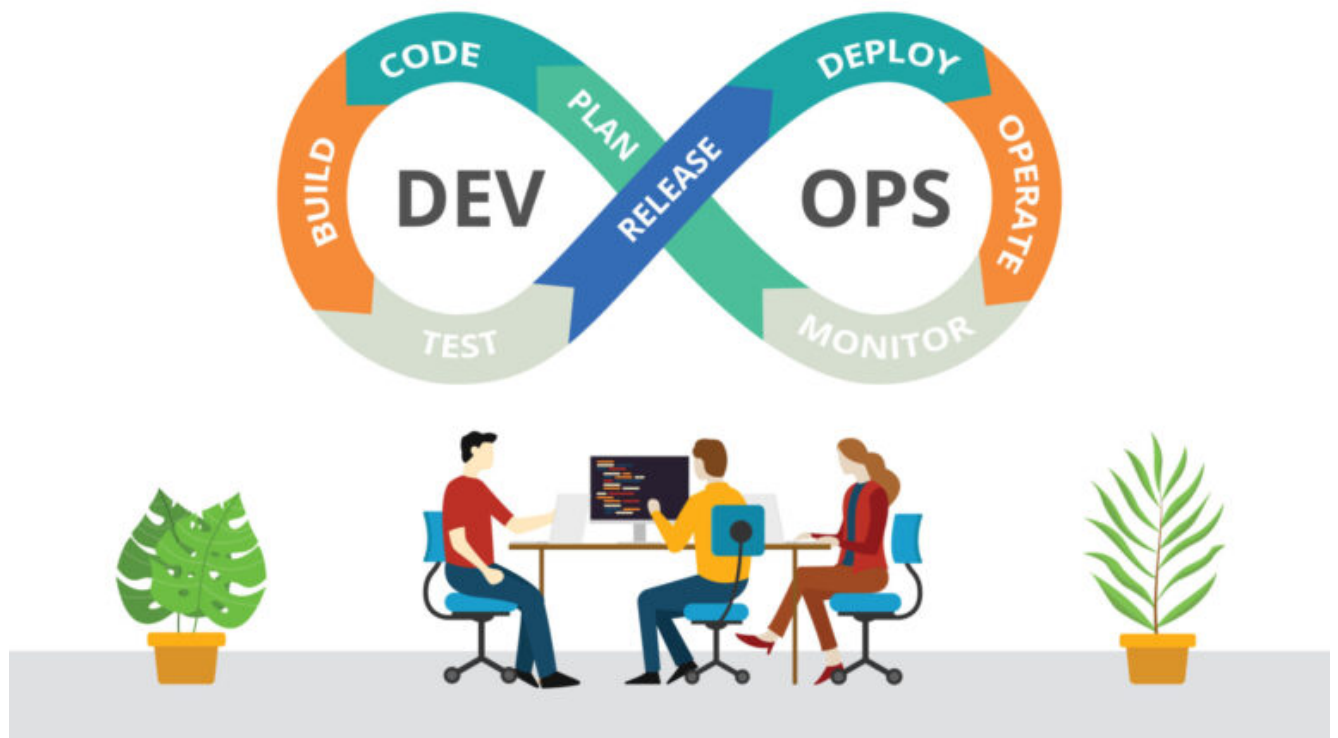 CODE
DEPLOY
PLAN
BUILD
DEV
RELEASE
OPS
OPERATE
TEST
MONITOR